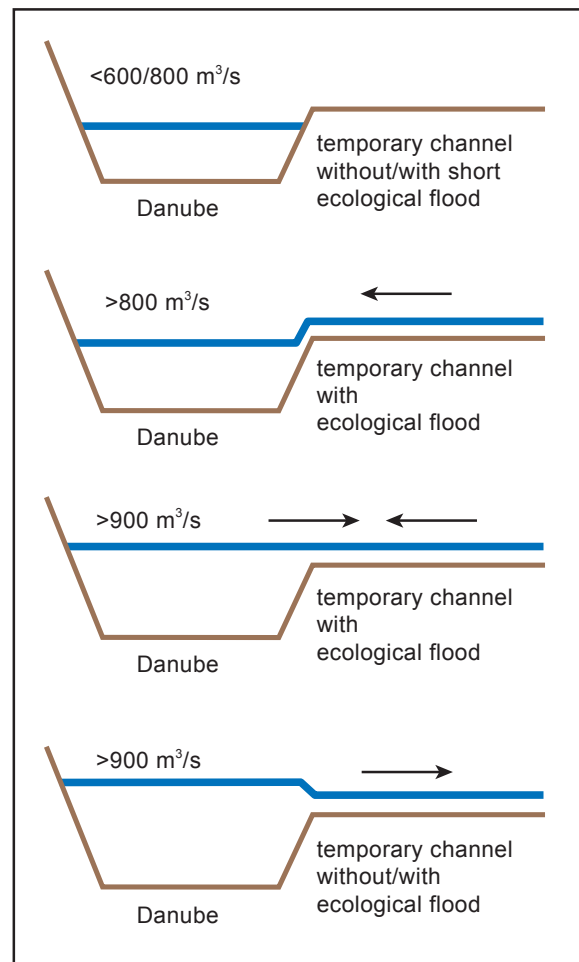 <600/800 m³/s
temporary channel
without/with short
ecological flood
Danube
>800 m³/s
temporary channel
with
ecological flood
Danube
>900 m³/s
temporary channel
with
ecological flood
Danube
>900 m³/s
temporary channel
without/with
ecological flood
Danube